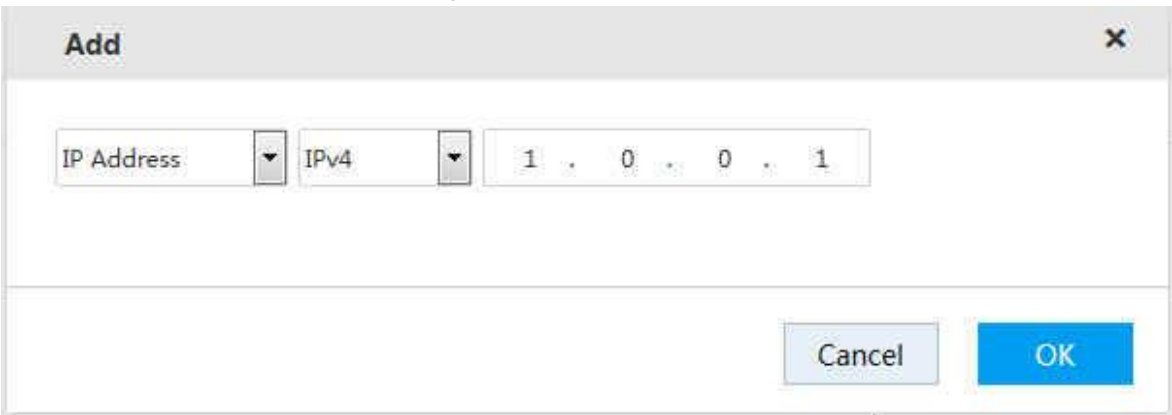 Add ×
IP Address IPv4 1 . 0 . 0 . 1
Cancel OK